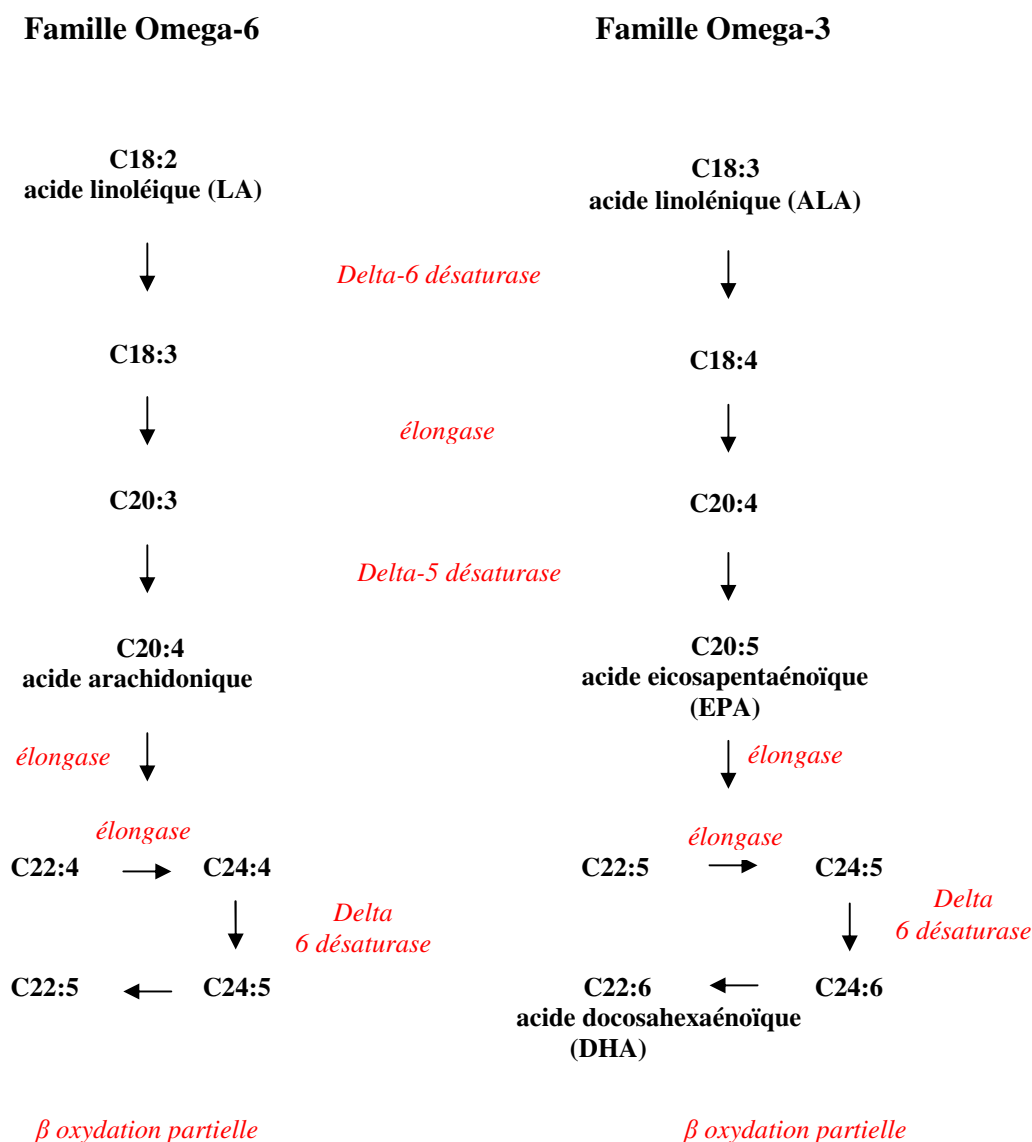 Famille Omega-6
Famille Omega-3
C18:2
acide linoléique (LA)
C18:3
acide linolénique (ALA)
Delta-6 désaturase
C18:3
C18:4
élongase
C20:3
C20:4
Delta-5 désaturase
C20:4
acide arachidonique
C20:5
acide eicosapentaénoïque
(EPA)
élongase
élongase
élongase
élongase
C22:4
C24:4
C22:5
C24:5
Delta
6 désaturase
Delta
6 désaturase
C22:5
C24:5
C22:6
acide docosahexaénoïque
(DHA)
C24:6
β oxydation partielle
β oxydation partielle